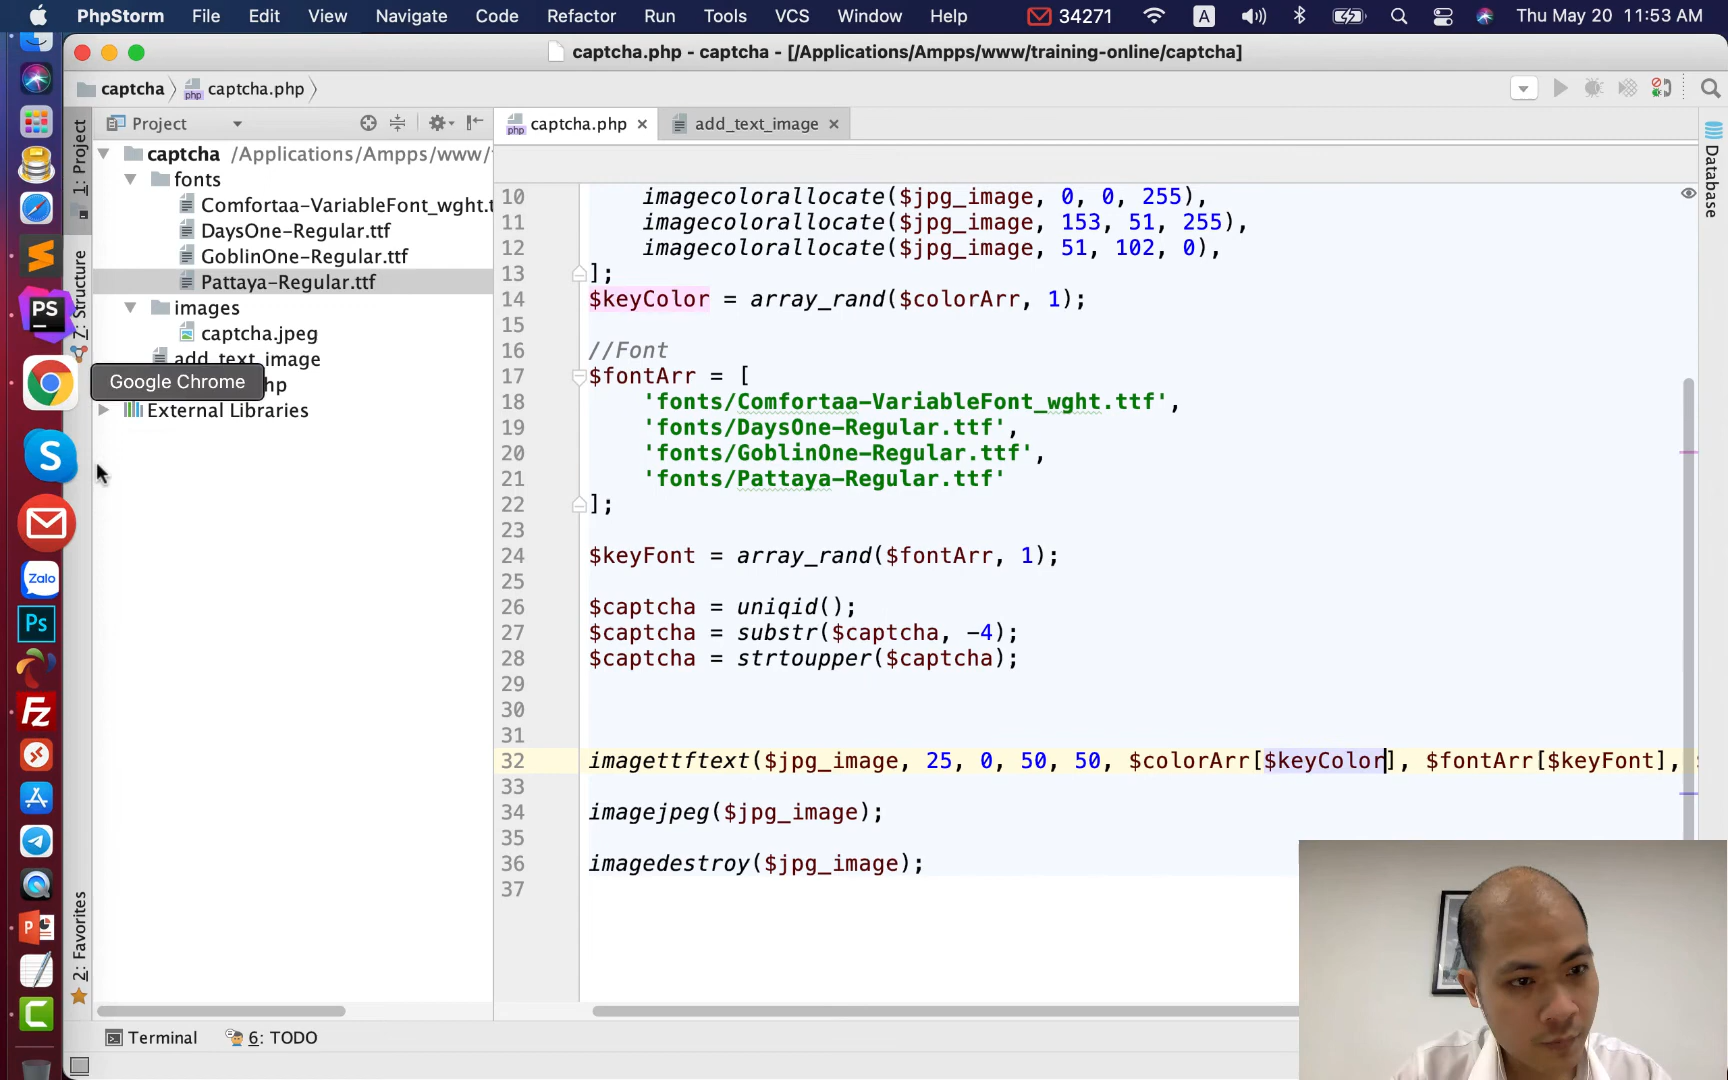 PhpStorm File Edit View Navigate Code Refactor Run Tools VCS Window Help 34271 A Thu May 20 11:53 AM
captcha.php - captcha - [/Applications/Ampps/www/training-online/captcha]
captcha captcha.php
Project
captcha.php add_text_image
1: Project
captcha /Applications/Ampps/www/
fonts
Comfortaa-VariableFont_wght.t
DaysOne-Regular.ttf
GoblinOne-Regular.ttf
Pattaya-Regular.ttf
images
captcha.jpeg
add_text_image
hp
External Libraries
Google Chrome
Z: Structure
2: Favorites
Database
PS
S
Zalo
Ps
Fz
P
C
10 imagecolorallocate($jpg_image, 0, 0, 255),
11 imagecolorallocate($jpg_image, 153, 51, 255),
12 imagecolorallocate($jpg_image, 51, 102, 0),
13 ];
14 $keyColor = array_rand($colorArr, 1);
15
16 //Font
17 $fontArr = [
18 'fonts/Comfortaa-VariableFont_wght.ttf',
19 'fonts/DaysOne-Regular.ttf',
20 'fonts/GoblinOne-Regular.ttf',
21 'fonts/Pattaya-Regular.ttf'
22 ];
23
24 $keyFont = array_rand($fontArr, 1);
25
26 $captcha = uniqid();
27 $captcha = substr($captcha, -4);
28 $captcha = strtoupper($captcha);
29
30
31
32 imagettftext($jpg_image, 25, 0, 50, 50, $colorArr[$keyColor], $fontArr[$keyFont],
33
34 imagejpeg($jpg_image);
35
36 imagedestroy($jpg_image);
37
Terminal 6: TODO